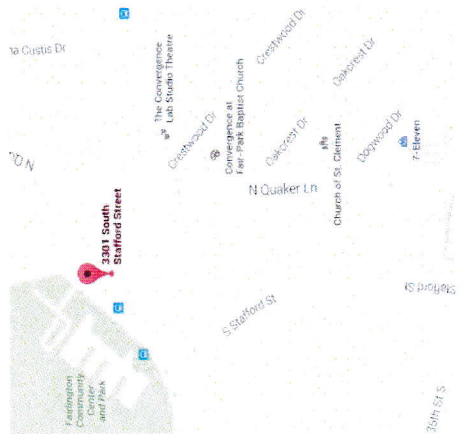 na Custis Dr
The Convergence
Lab Studio Theatre
Crestwood Dr
Oakcrest Dr
N Qu
Crestwood Dr
Convergence at
Fair-Park Baptist Church
Oakcrest Dr
Church of St. Clement
Dogwood Dr
7-Eleven
N Quaker Ln
3301 South
Stafford Street
S Stafford St
Stafford St
Fairlington
Community
Center
and Park
35th St S